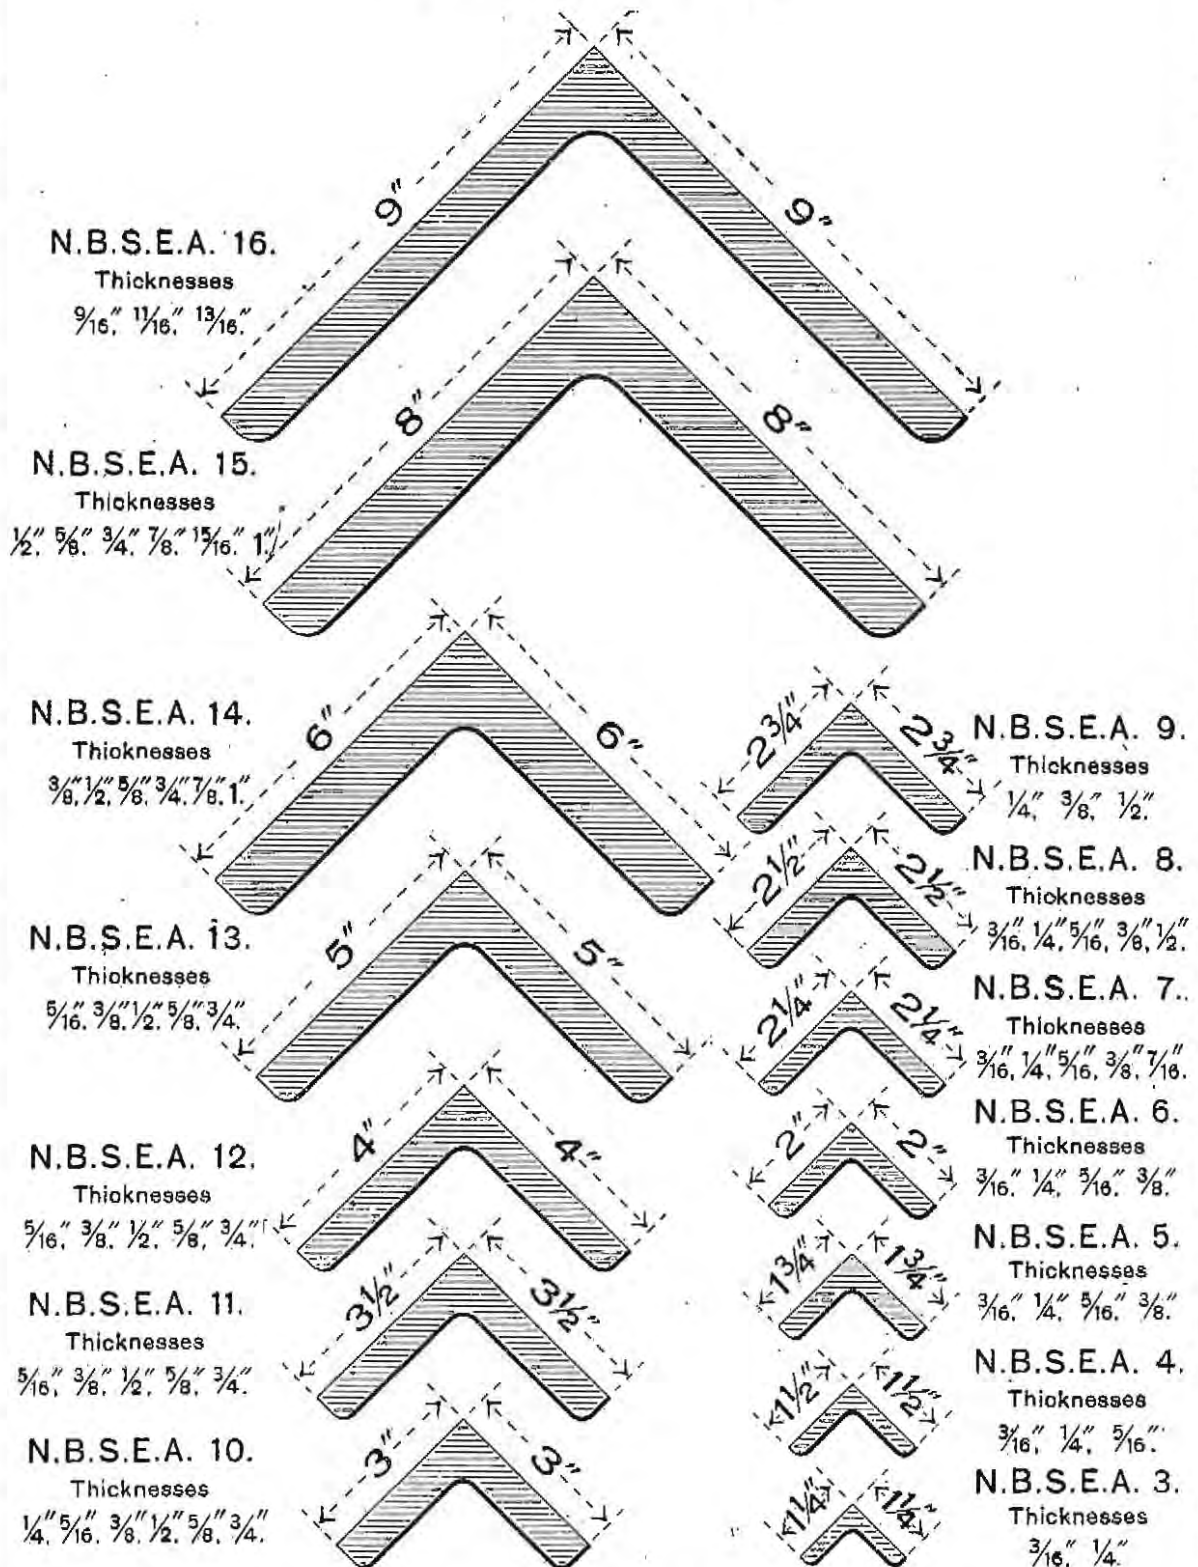 9″ 9″
N.B.S.E.A. 16.
Thicknesses
9/16″, 11/16″, 13/16″.
8″ 8″
N.B.S.E.A. 15.
Thicknesses
1/2″, 5/8″, 3/4″, 7/8″, 15/16″, 1″.
6″ 6″
N.B.S.E.A. 14.
Thicknesses
3/8″, 1/2″, 5/8″, 3/4″, 7/8″, 1″.
5″ 5″
N.B.S.E.A. 13.
Thicknesses
5/16″, 3/8″, 1/2″, 5/8″, 3/4″.
4″ 4″
N.B.S.E.A. 12.
Thicknesses
5/16″, 3/8″, 1/2″, 5/8″, 3/4″.
3 1/2″ 3 1/2″
N.B.S.E.A. 11.
Thicknesses
5/16″, 3/8″, 1/2″, 5/8″, 3/4″.
3″ 3″
N.B.S.E.A. 10.
Thicknesses
1/4″, 5/16″, 3/8″, 1/2″, 5/8″, 3/4″.
2 3/4″ 2 3/4″
N.B.S.E.A. 9.
Thicknesses
1/4″, 3/8″, 1/2″.
2 1/2″ 2 1/2″
N.B.S.E.A. 8.
Thicknesses
3/16″, 1/4″, 5/16″, 3/8″, 1/2″.
2 1/4″ 2 1/4″
N.B.S.E.A. 7.
Thicknesses
3/16″, 1/4″, 5/16″, 3/8″, 7/16″.
2″ 2″
N.B.S.E.A. 6.
Thicknesses
3/16″, 1/4″, 5/16″, 3/8″.
1 3/4″ 1 3/4″
N.B.S.E.A. 5.
Thicknesses
3/16″, 1/4″, 5/16″, 3/8″.
1 1/2″ 1 1/2″
N.B.S.E.A. 4.
Thicknesses
3/16″, 1/4″, 5/16″.
1 1/4″ 1 1/4″
N.B.S.E.A. 3.
Thicknesses
3/16″, 1/4″